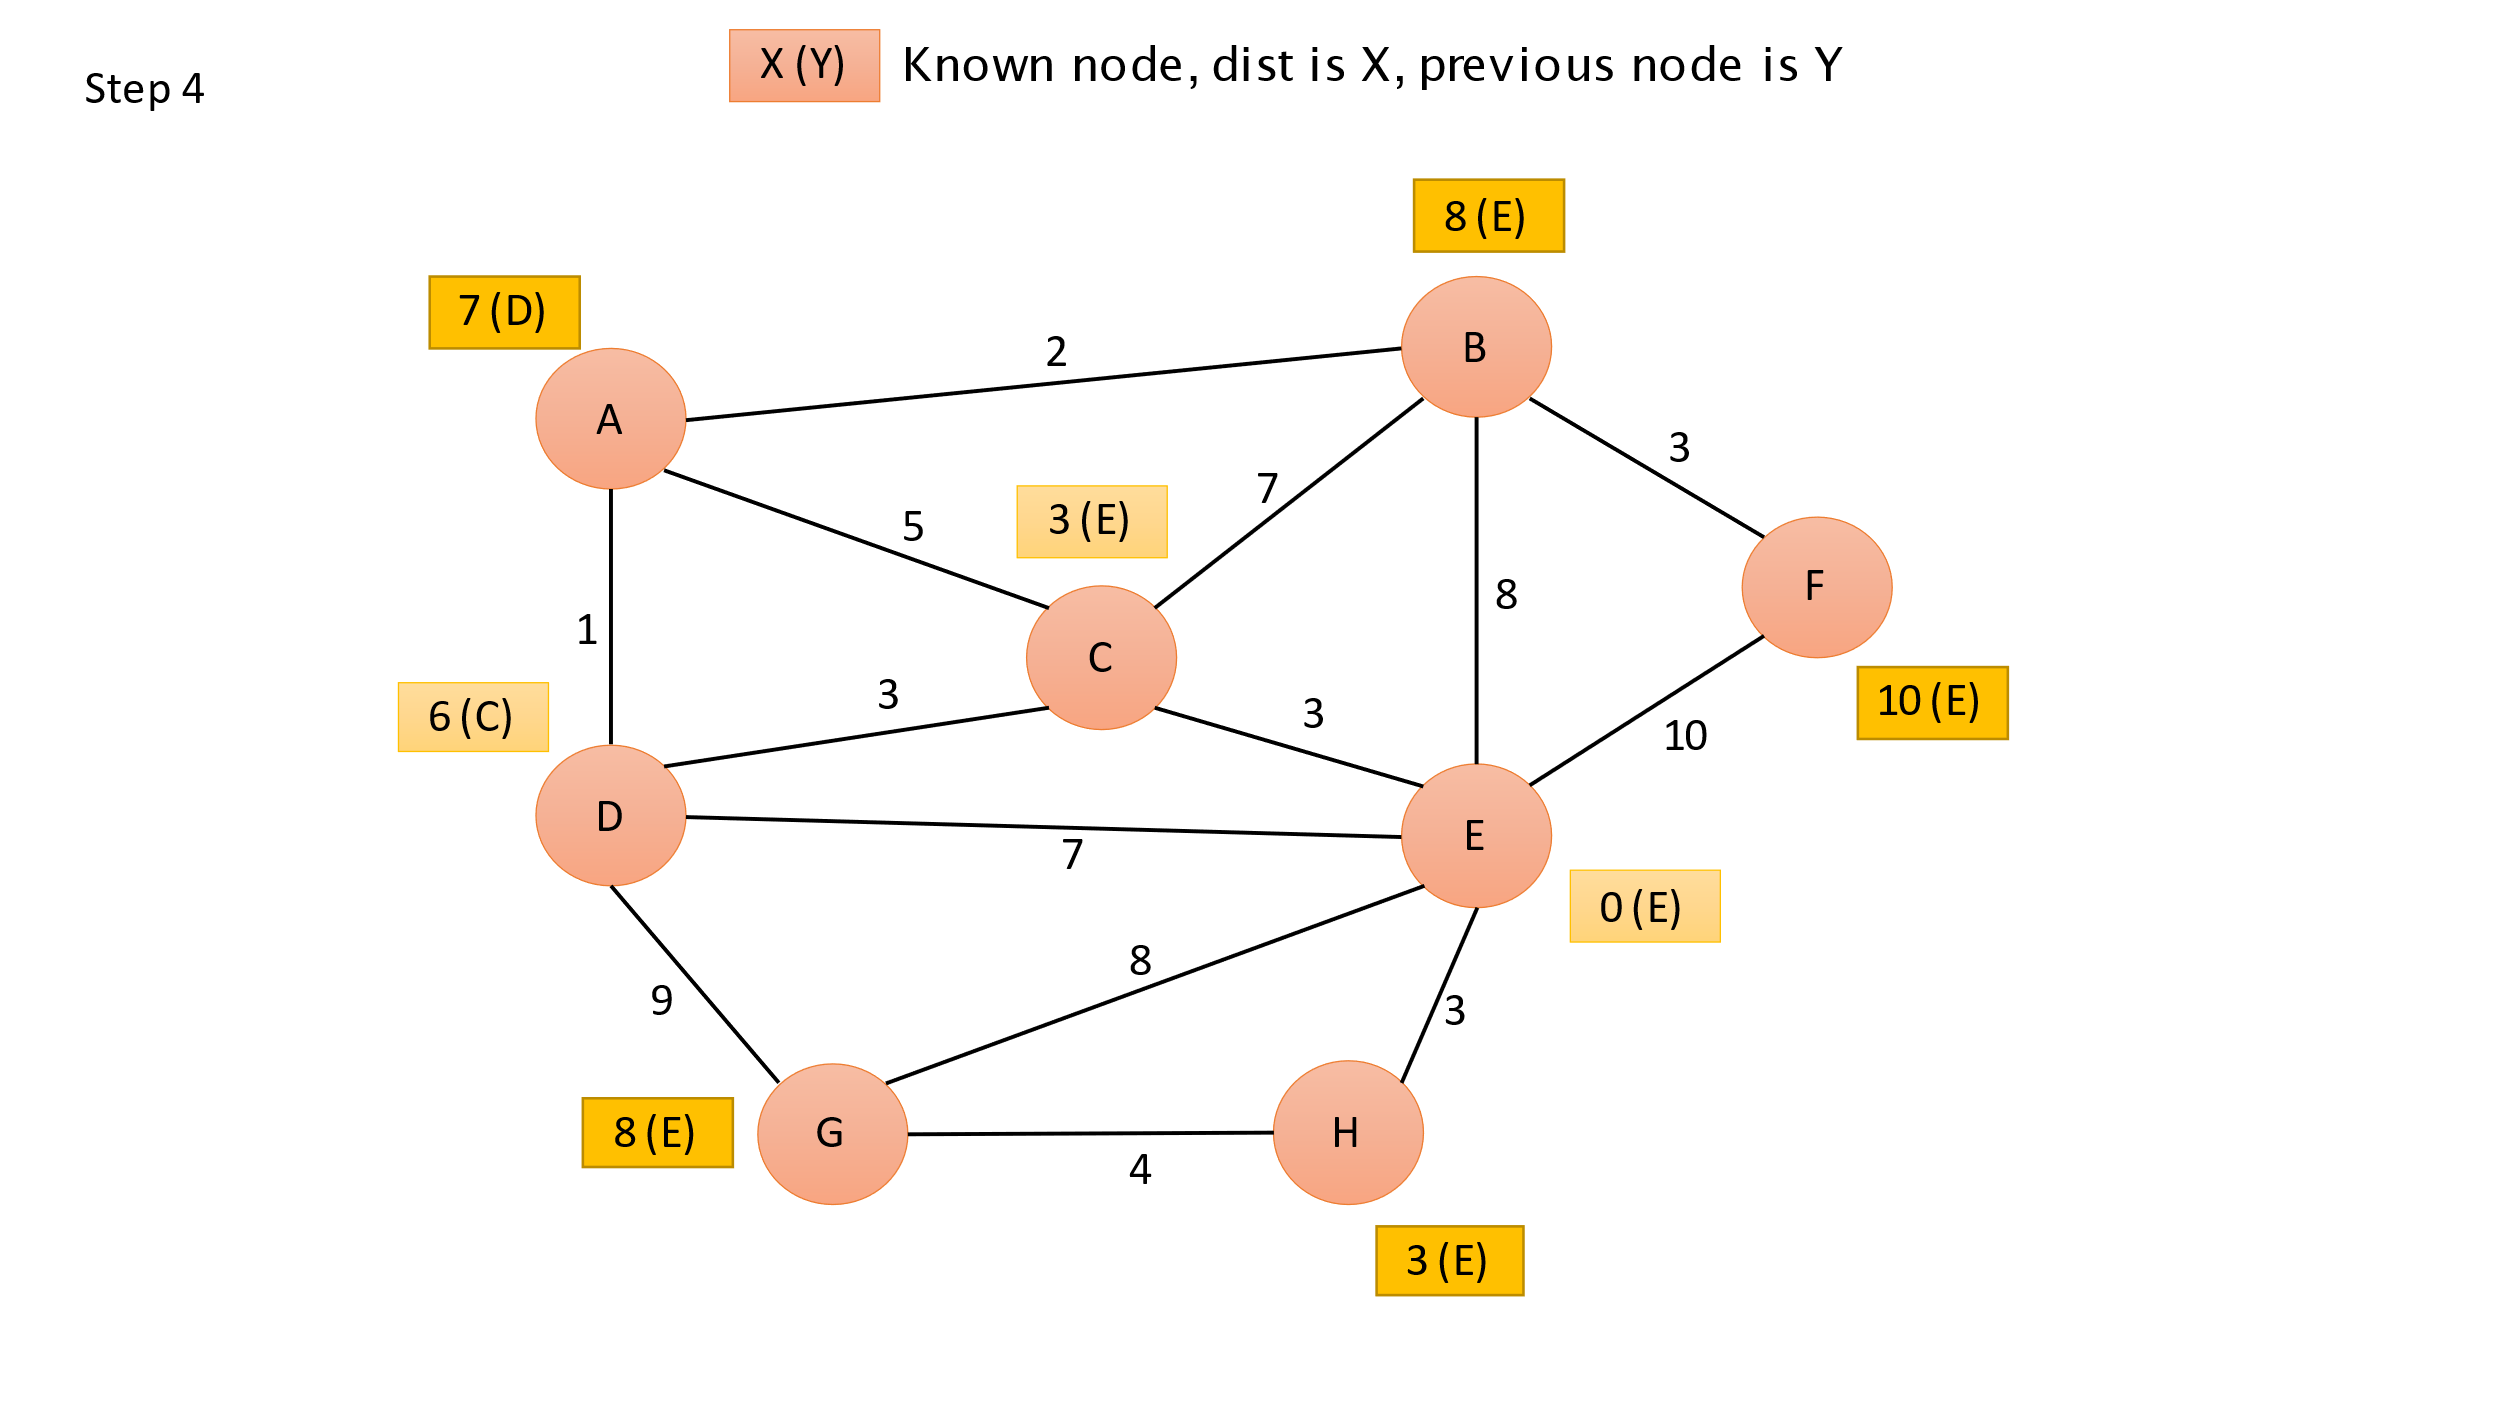 X (Y) Known node, dist is X, previous node is Y
Step 4
8 (E)
7 (D)
2
B
A
3
7
3 (E)
5
F
8
1
C
3
6 (C)
10 (E)
3
10
D
E
7
0 (E)
8
9
3
8 (E)
G
H
4
3 (E)